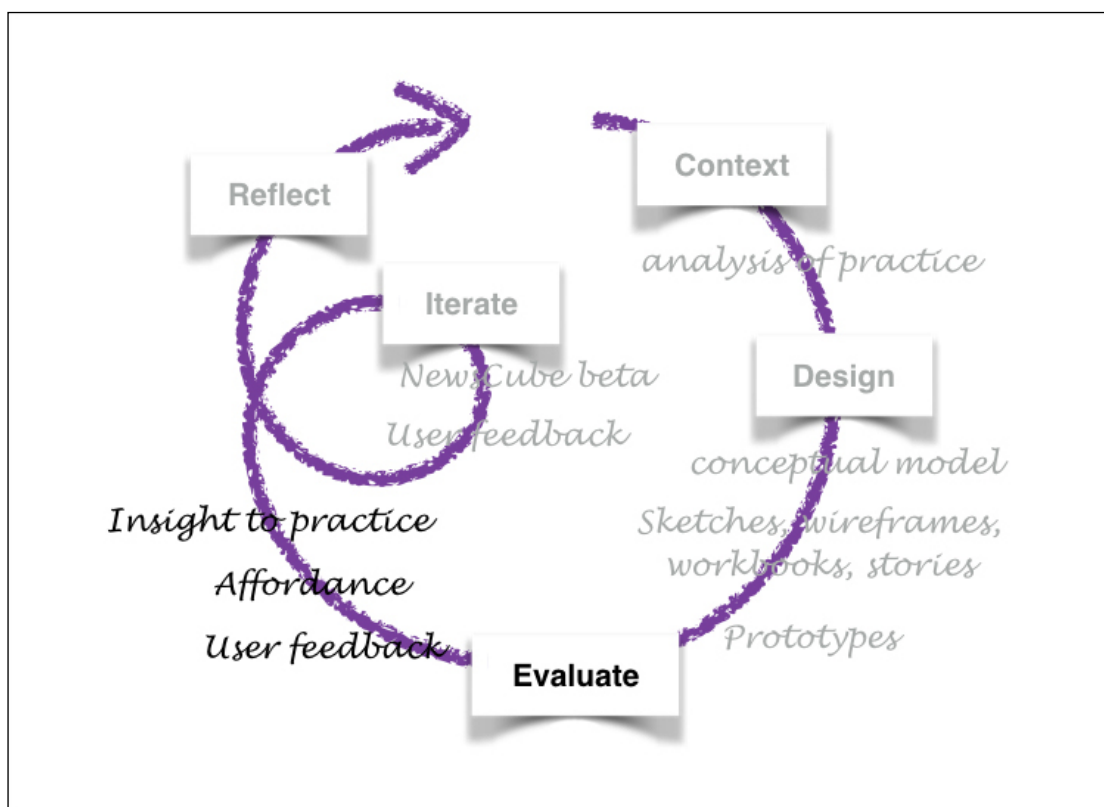 Context
analysis of practice
Design
conceptual model
Sketches, wireframes,
workbooks, stories
Prototypes
Evaluate
User feedback
Affordance
Insight to practice
Iterate
NewsCube beta
User feedback
Reflect